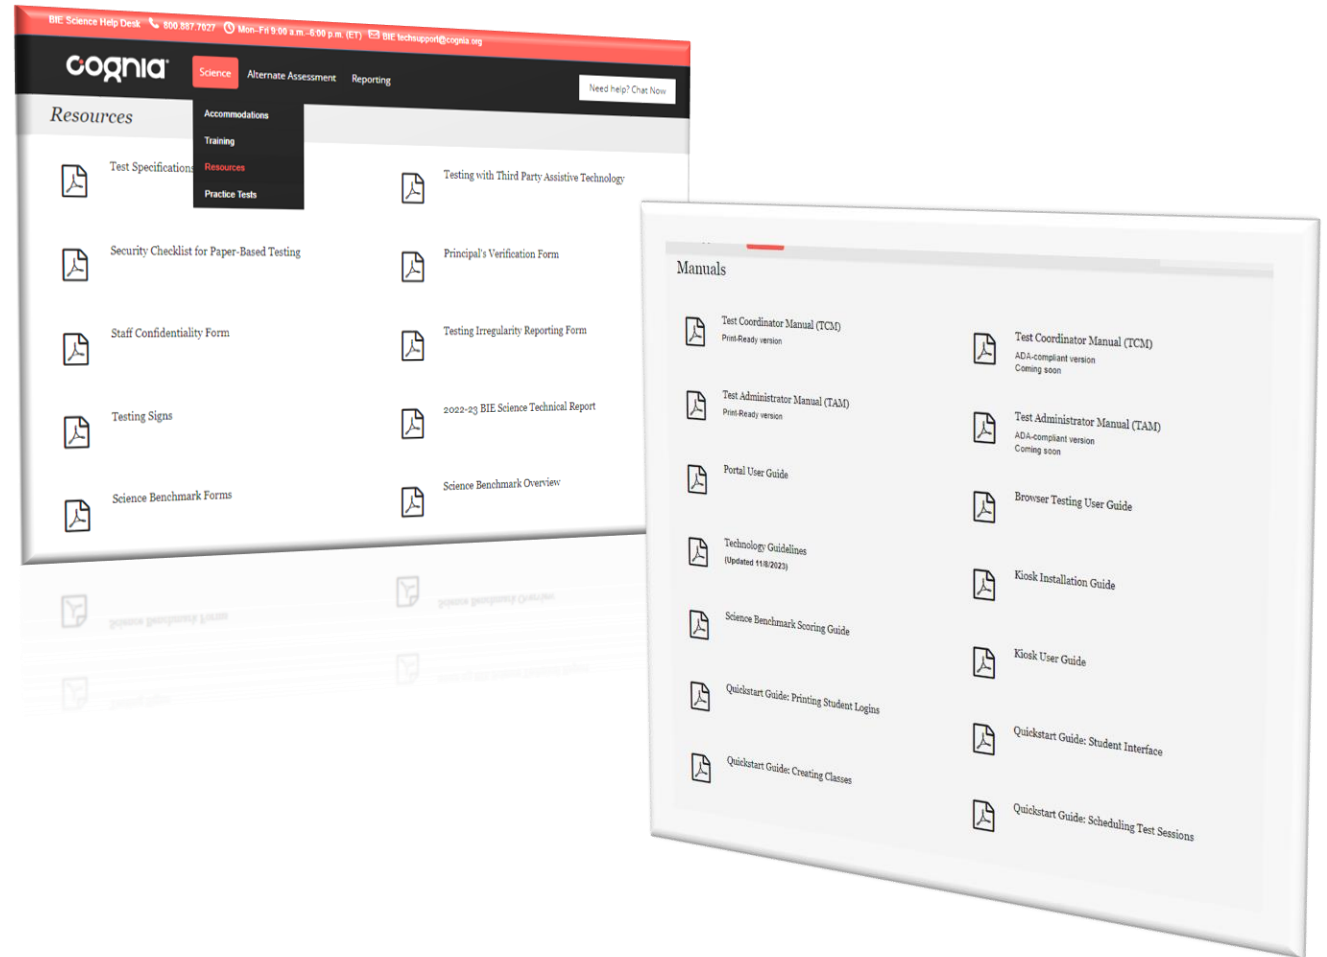 BIE Science Help Desk 800.887.7627 Mon–Fri 9:00 a.m.–6:00 p.m. (ET) BIE techsupport@cognia.org
cognia
Science Alternate Assessment Reporting
Need help? Chat Now
Accommodations
Training
Resources
Practice Tests
Resources
Test Specifications
Testing with Third Party Assistive Technology
Security Checklist for Paper-Based Testing
Principal's Verification Form
Staff Confidentiality Form
Testing Irregularity Reporting Form
Testing Signs
2022-23 BIE Science Technical Report
Science Benchmark Forms
Science Benchmark Overview
Manuals
Test Coordinator Manual (TCM)
Print-Ready version
Test Coordinator Manual (TCM)
ADA-compliant version
Coming soon
Test Administrator Manual (TAM)
Print-Ready version
Test Administrator Manual (TAM)
ADA-compliant version
Coming soon
Portal User Guide
Browser Testing User Guide
Technology Guidelines
(Updated 11/8/2023)
Kiosk Installation Guide
Science Benchmark Scoring Guide
Kiosk User Guide
Quickstart Guide: Printing Student Logins
Quickstart Guide: Student Interface
Quickstart Guide: Creating Classes
Quickstart Guide: Scheduling Test Sessions